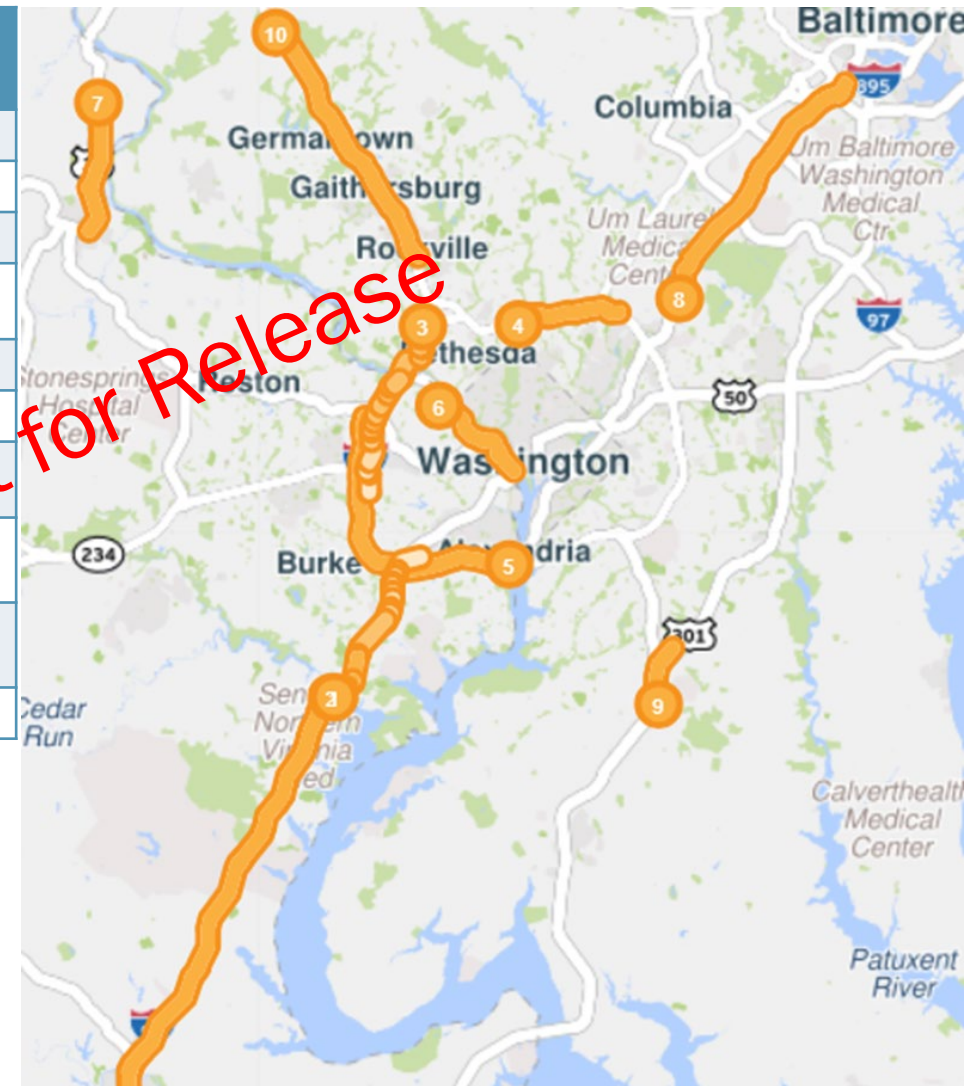 Baltimore
10
895
7
Columbia
Germantown
Um Baltimore
Washington
Medical
Ctr
Gaithersburg
Um Laurel
Medical
Center
Rockville
8
97
3
4
Bethesda
for Release
Stonesprings
Hospital
Center
Reston
50
6
Washington
234
Burke
Alexandria
5
301
Sentara
Northern
Virginia
Med
9
Cedar
Run
Calverthealth
Medical
Center
Patuxent
River